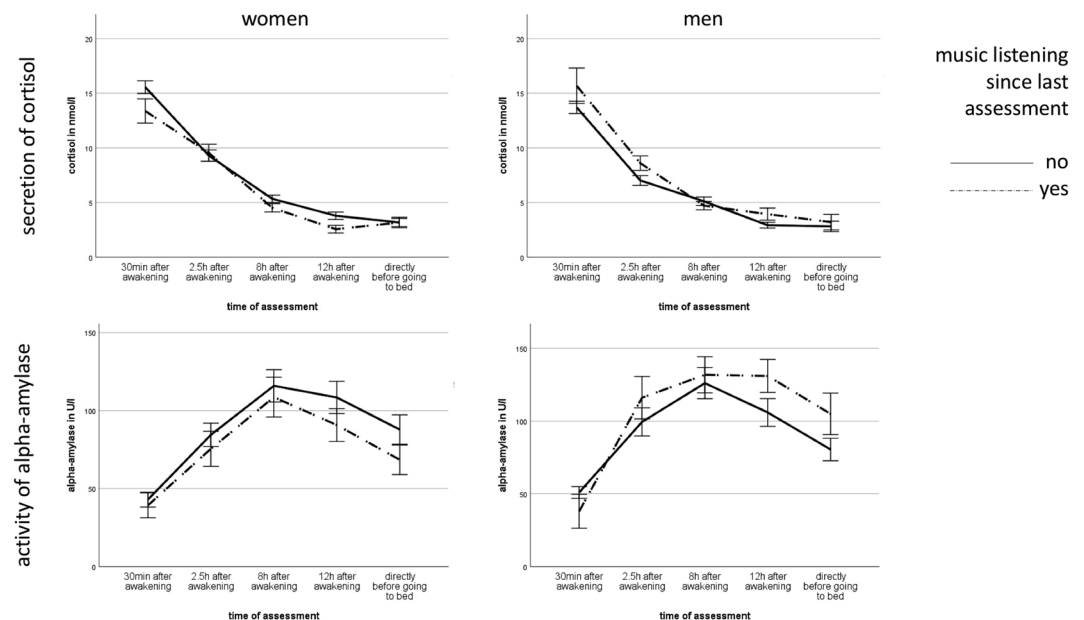 women
men
secretion of cortisol
cortisol in nmol/l
20
15
10
5
0
30min after
awakening
2.5h after
awakening
8h after
awakening
12h after
awakening
directly
before going
to bed
time of assessment
cortisol in nmol/l
20
15
10
5
0
30min after
awakening
2.5h after
awakening
8h after
awakening
12h after
awakening
directly
before going
to bed
time of assessment
music listening
since last
assessment
no
yes
activity of alpha-amylase
alpha-amylase in U/l
150
100
50
0
30min after
awakening
2.5h after
awakening
8h after
awakening
12h after
awakening
directly
before going
to bed
time of assessment
alpha-amylase in U/l
150
100
50
0
30min after
awakening
2.5h after
awakening
8h after
awakening
12h after
awakening
directly
before going
to bed
time of assessment